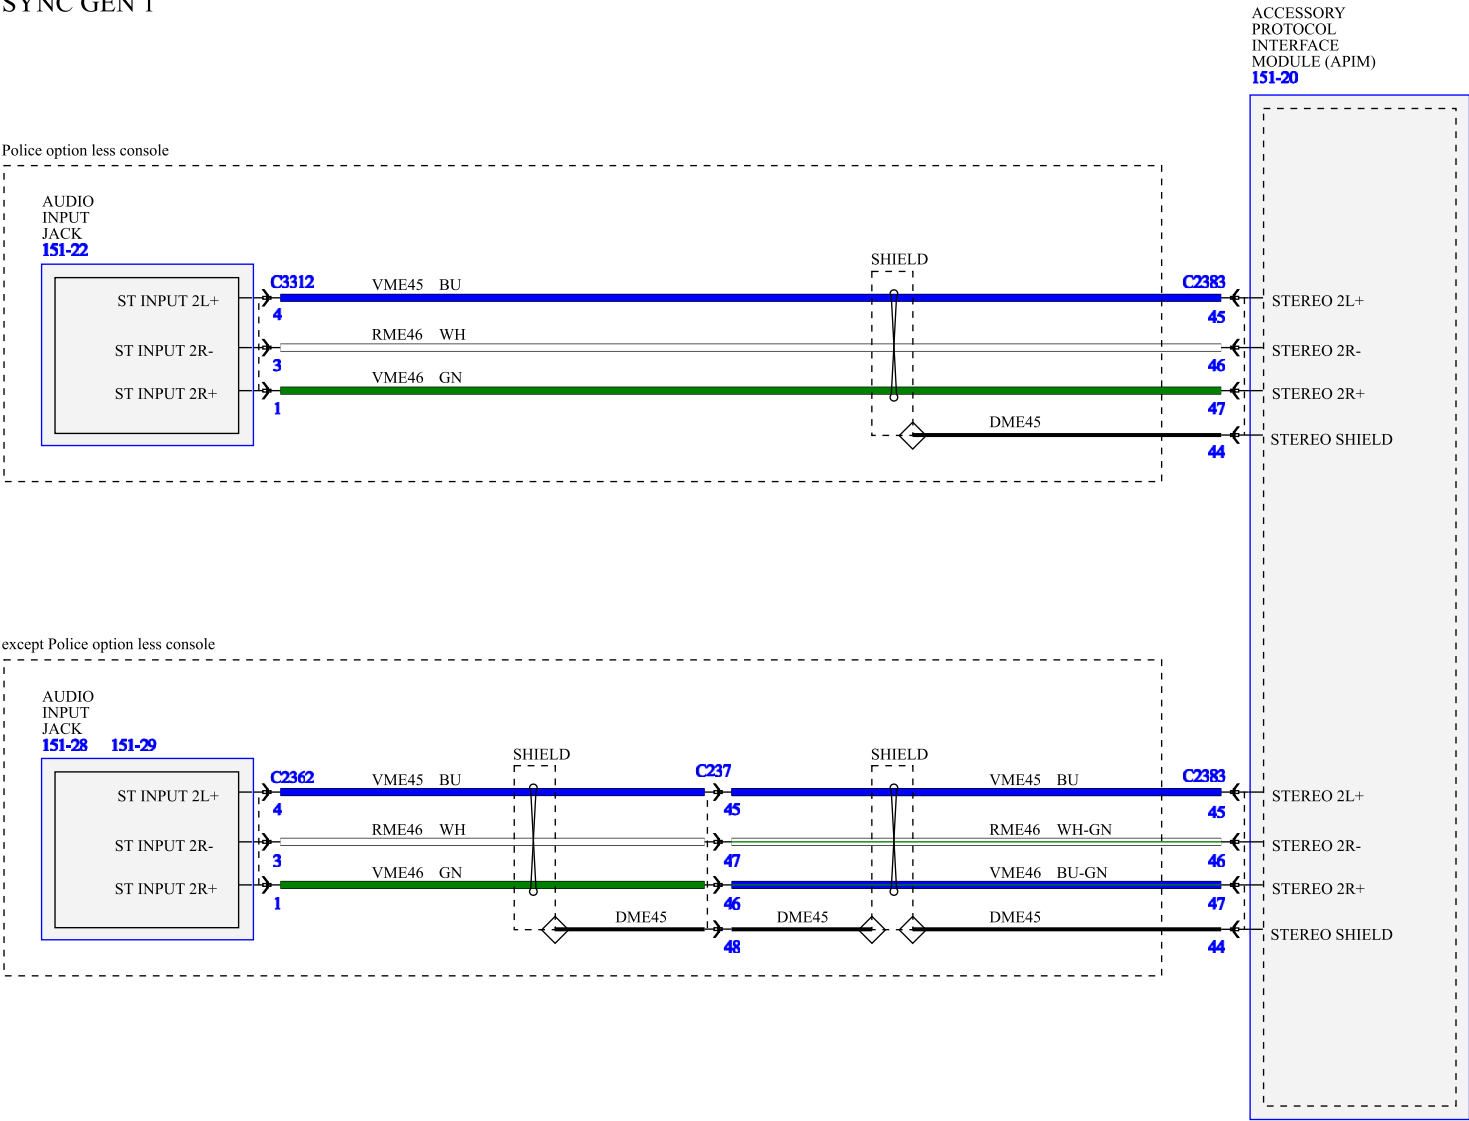 SYNC GEN 1
ACCESSORY
PROTOCOL
INTERFACE
MODULE (APIM)
151-20
Police option less console
AUDIO
INPUT
JACK
151-22
SHIELD
ST INPUT 2L+ C3312 VME45 BU C2383 STEREO 2L+
4 45
ST INPUT 2R- RME46 WH STEREO 2R-
3 46
ST INPUT 2R+ VME46 GN STEREO 2R+
1 47
DME45 STEREO SHIELD
44
except Police option less console
AUDIO
INPUT
JACK
151-28 151-29
SHIELD SHIELD
ST INPUT 2L+ C2362 VME45 BU C237 VME45 BU C2383 STEREO 2L+
4 45 45
ST INPUT 2R- RME46 WH RME46 WH-GN STEREO 2R-
3 47 46
ST INPUT 2R+ VME46 GN VME46 BU-GN STEREO 2R+
1 46 47
DME45 DME45 DME45 STEREO SHIELD
48 44